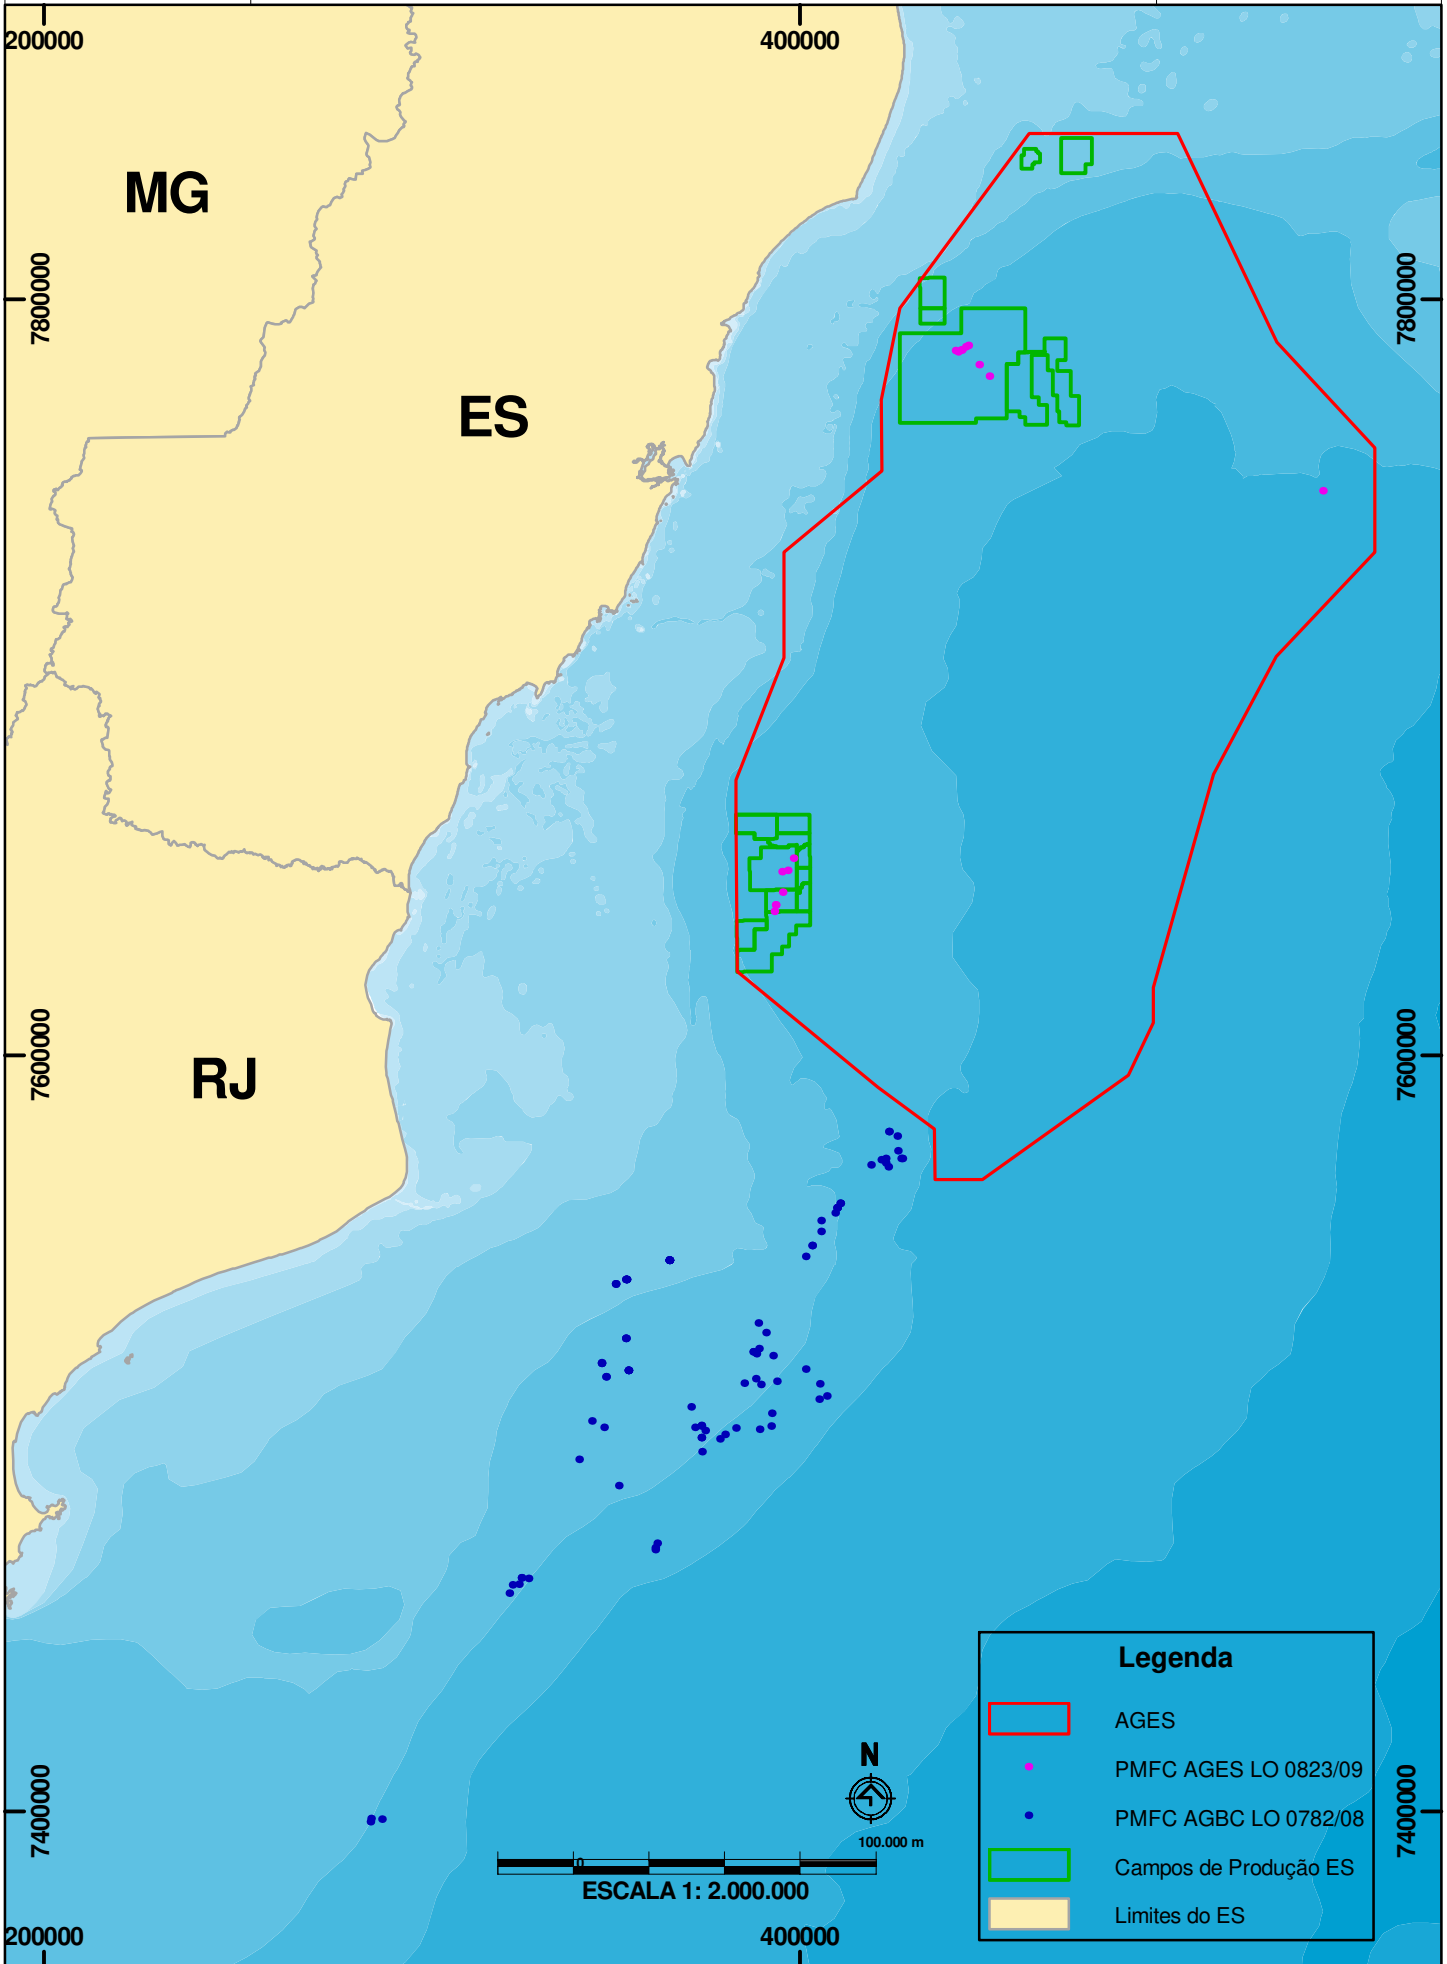 200000
400000
MG
7800000
7800000
ES
7600000
7600000
RJ
Legenda
AGES
PMFC AGES LO 0823/09
PMFC AGBC LO 0782/08
Campos de Produção ES
Limites do ES
N
7400000
7400000
100.000 m
0
ESCALA 1: 2.000.000
200000
400000